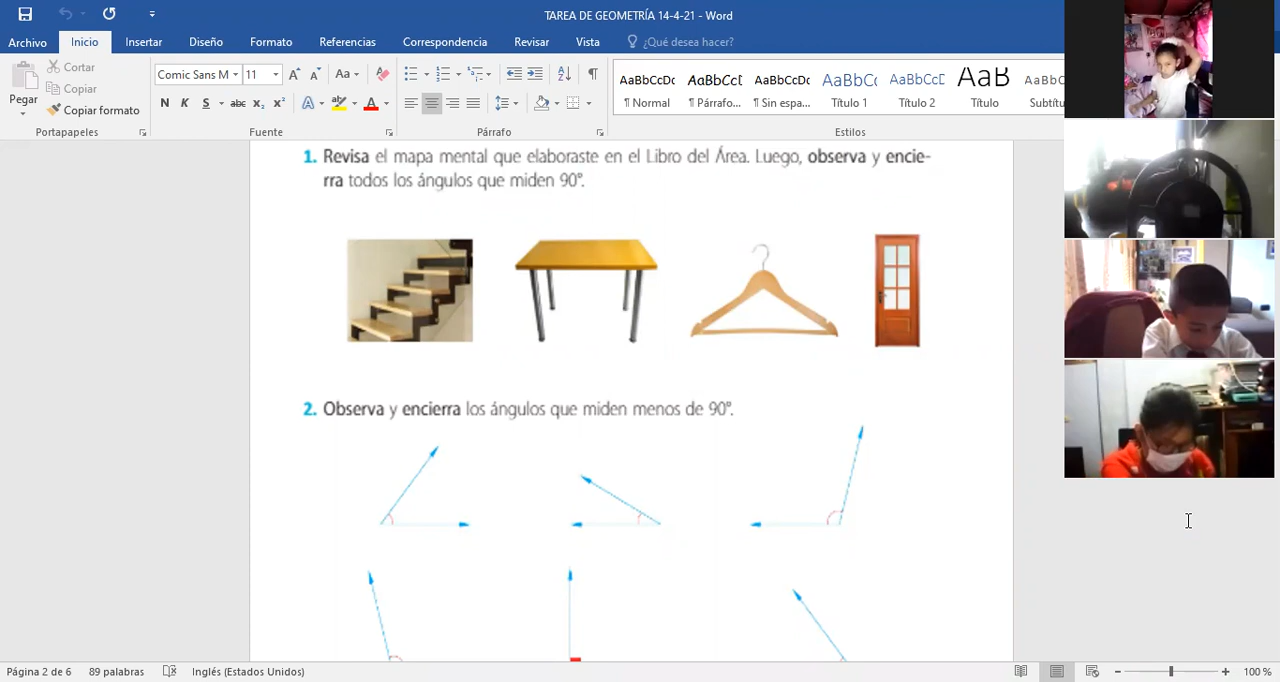 TAREA DE GEOMETRÍA 14-4-21 - Word
Archivo Inicio Insertar Diseño Formato Referencias Correspondencia Revisar Vista ¿Qué desea hacer?
Pegar
Cortar
Copiar
Copiar formato
Portapapeles
Comic Sans M 11 Aa
N K S abc x₂ x² A A
Fuente
Párrafo
AaBbCcDc AaBbCcL AaBbCcDc AaBbC AaBbCcD AaB AaBbC
¶ Normal ¶ Párrafo... ¶ Sin espa... Título 1 Título 2 Título Subtítu
Estilos
1. Revisa el mapa mental que elaboraste en el Libro del Área. Luego, observa y encie-
rra todos los ángulos que miden 90°.
2. Observa y encierra los ángulos que miden menos de 90°.
Página 2 de 6 89 palabras Inglés (Estados Unidos) 100 %